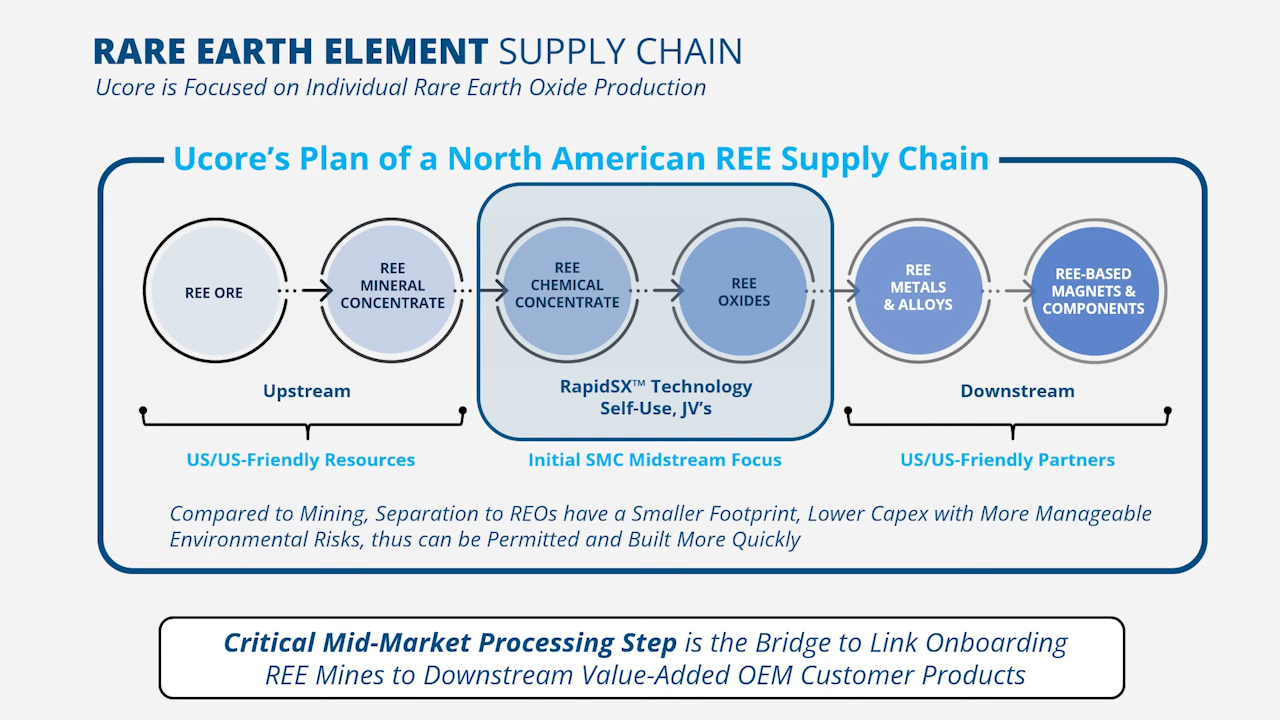 RARE EARTH ELEMENT SUPPLY CHAIN
Ucore is Focused on Individual Rare Earth Oxide Production
Ucore’s Plan of a North American REE Supply Chain
REE ORE
REE
MINERAL
CONCENTRATE
REE
CHEMICAL
CONCENTRATE
REE
OXIDES
REE
METALS
& ALLOYS
REE-BASED
MAGNETS &
COMPONENTS
Upstream
RapidSX™ Technology
Self-Use, JV’s
Downstream
US/US-Friendly Resources
Initial SMC Midstream Focus
US/US-Friendly Partners
Compared to Mining, Separation to REOs have a Smaller Footprint, Lower Capex with More Manageable
Environmental Risks, thus can be Permitted and Built More Quickly
Critical Mid-Market Processing Step is the Bridge to Link Onboarding
REE Mines to Downstream Value-Added OEM Customer Products